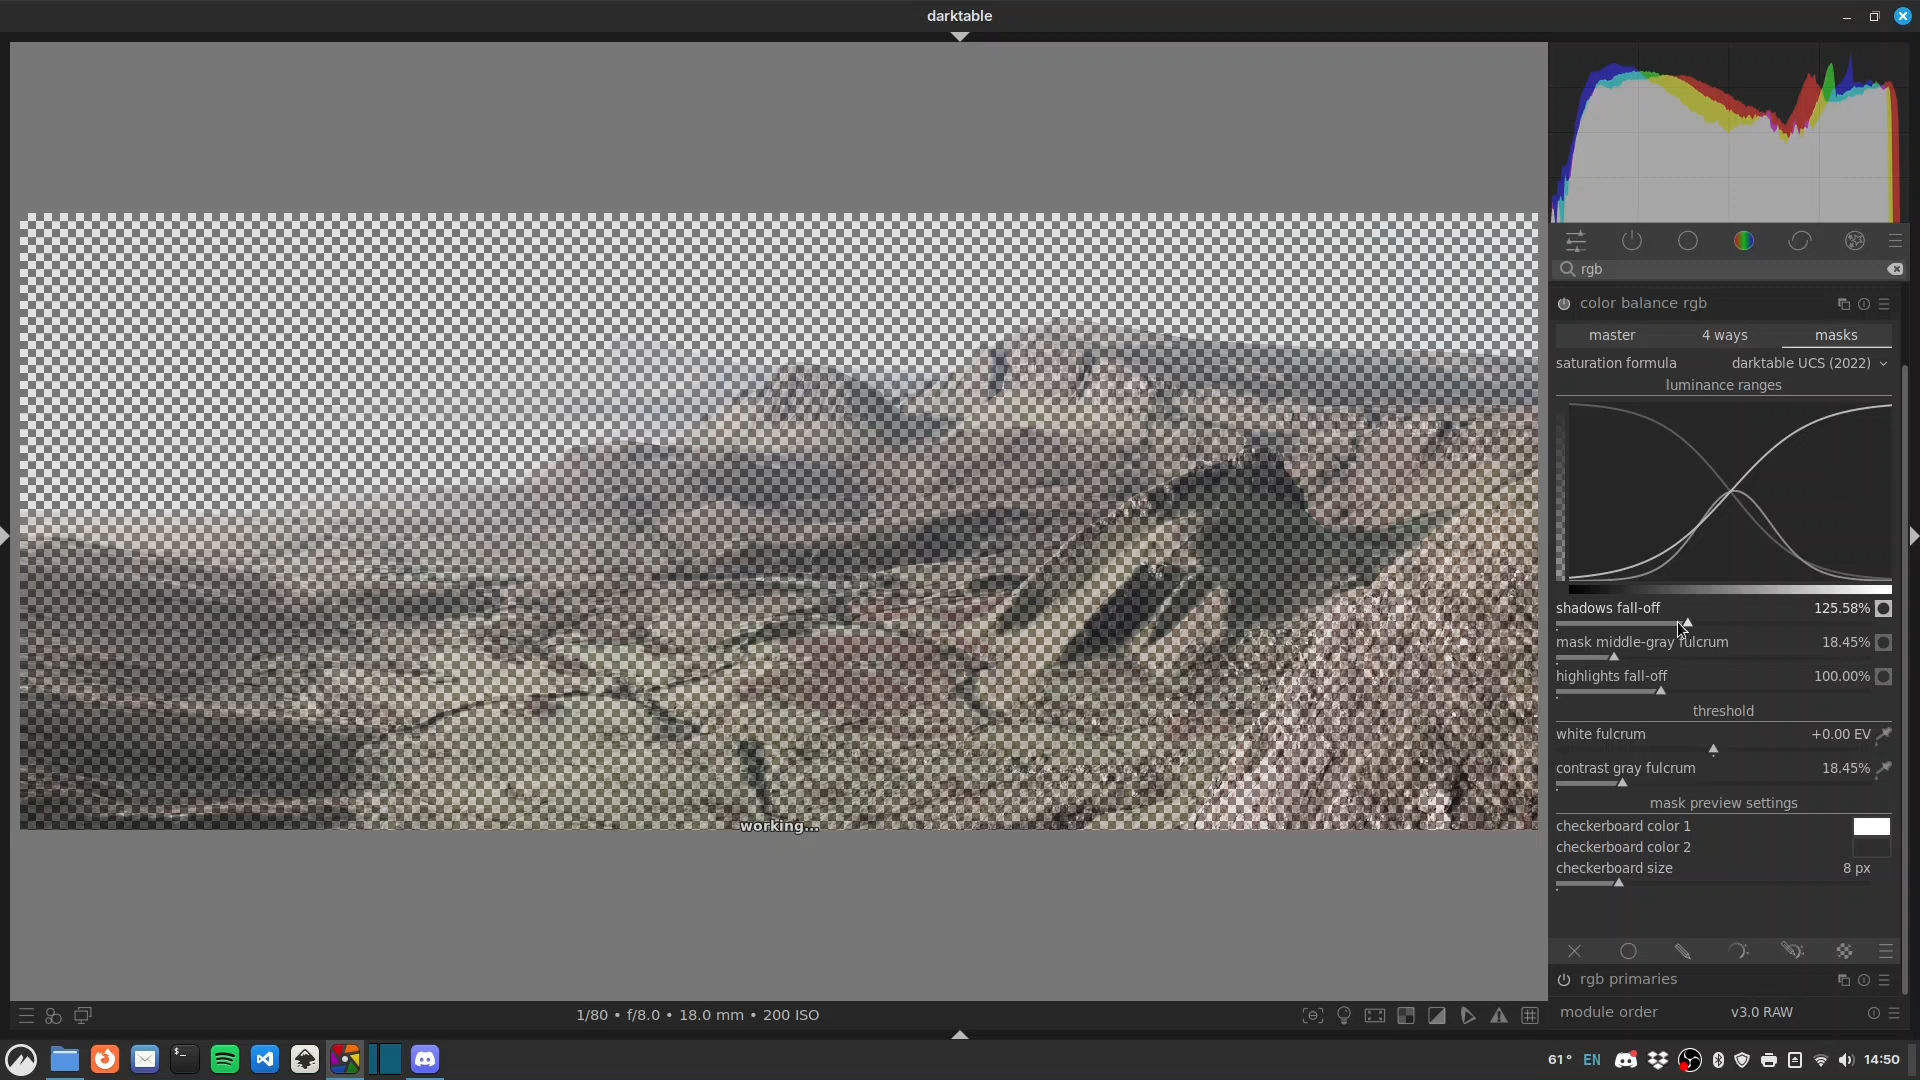 darktable
rgb
color balance rgb
master 4 ways masks
saturation formula darktable UCS (2022)
luminance ranges
shadows fall-off 125.58%
mask middle-gray fulcrum 18.45%
highlights fall-off 100.00%
threshold
white fulcrum +0.00 EV
contrast gray fulcrum 18.45%
mask preview settings
checkerboard color 1
checkerboard color 2
checkerboard size 8 px
working...
rgb primaries
module order v3.0 RAW
1/80 • f/8.0 • 18.0 mm • 200 ISO
61° EN 14:50